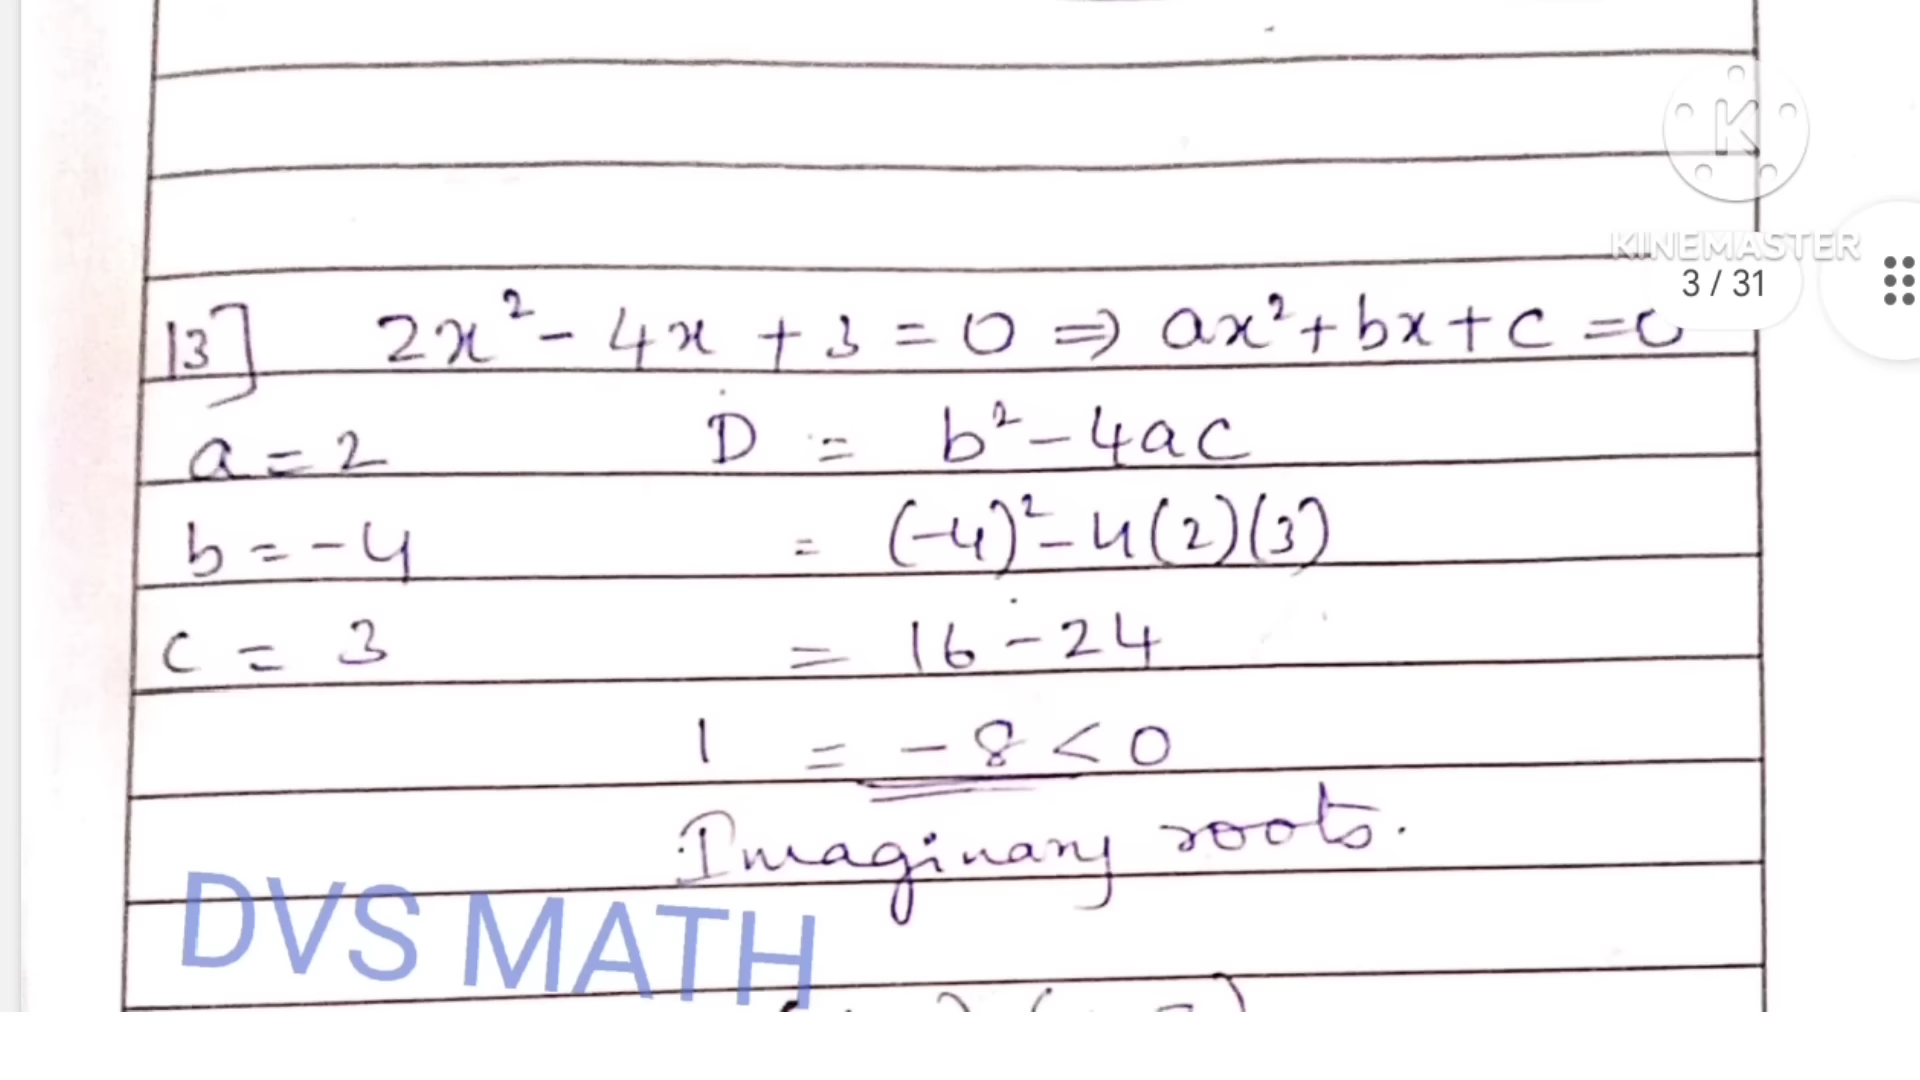 KINEMASTER
3 / 31
13] 2x² - 4x + 3 = 0 ⇒ ax² + bx + c = 0
a = 2 D = b² - 4ac
b = -4 = (-4)² - 4(2)(3)
c = 3 = 16 - 24
1 = -8 < 0
Imaginary roots.
DVS MATH